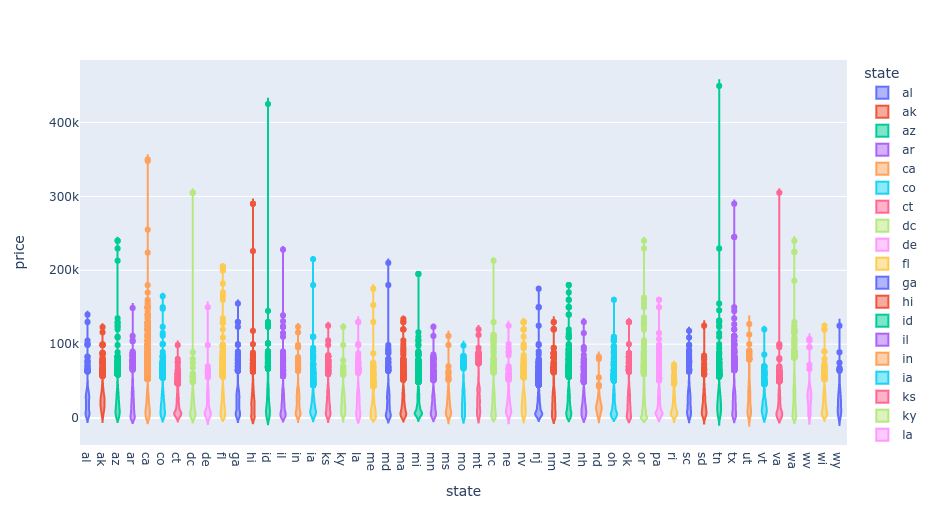 state
400k
300k
200k
100k
0
price
al
ak
az
ar
ca
co
ct
dc
de
fl
ga
hi
id
il
in
ia
ks
ky
la
me
md
ma
mi
mn
ms
mo
mt
nc
ne
nv
nj
nm
ny
nh
nd
oh
ok
or
pa
ri
sc
sd
tn
tx
ut
vt
va
wa
wv
wi
wy
state
al
ak
az
ar
ca
co
ct
dc
de
fl
ga
hi
id
il
in
ia
ks
ky
la